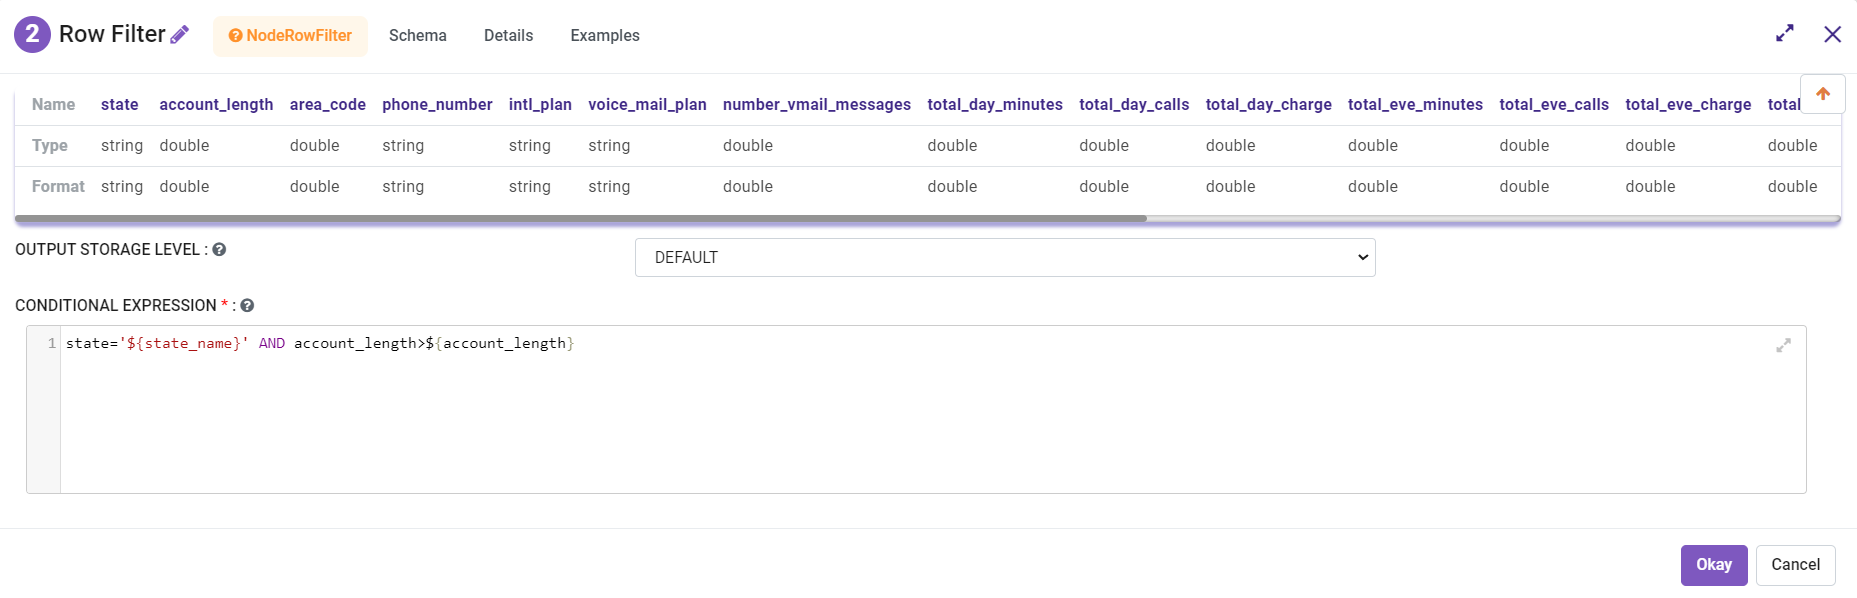 2 Row Filter NodeRowFilter Schema Details Examples
Name state account_length area_code phone_number intl_plan voice_mail_plan number_vmail_messages total_day_minutes total_day_calls total_day_charge total_eve_minutes total_eve_calls total_eve_charge total
Type string double double string string string double double double double double double double double
Format string double double string string string double double double double double double double double
OUTPUT STORAGE LEVEL : DEFAULT
CONDITIONAL EXPRESSION * :
1 state='${state_name}' AND account_length>${account_length}
Okay Cancel